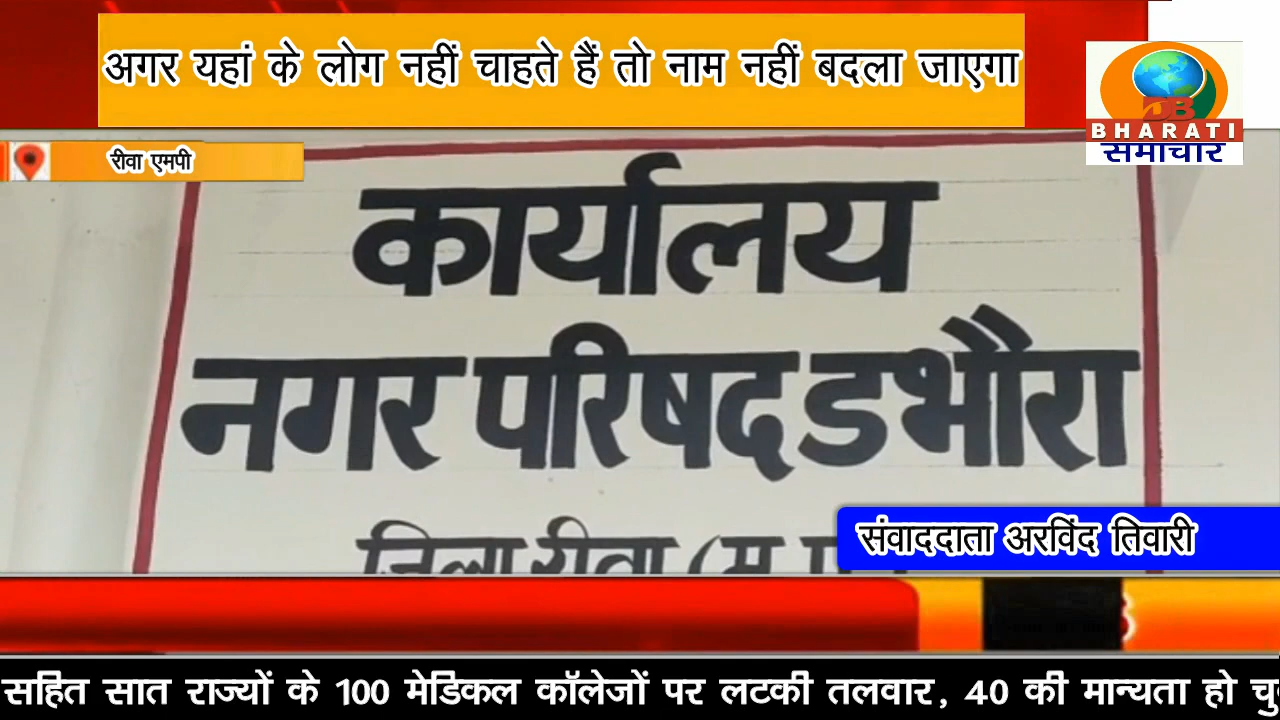 अगर यहां के लोग नहीं चाहते हैं तो नाम नहीं बदला जाएगा
DB
BHARATI
समाचार
रीवा एमपी
कार्यालय
नगर परिषद डभौरा
जिला रीवा (म
संवाददाता अरविंद तिवारी
सहित सात राज्यों के 100 मेडिकल कॉलेजों पर लटकी तलवार, 40 की मान्यता हो